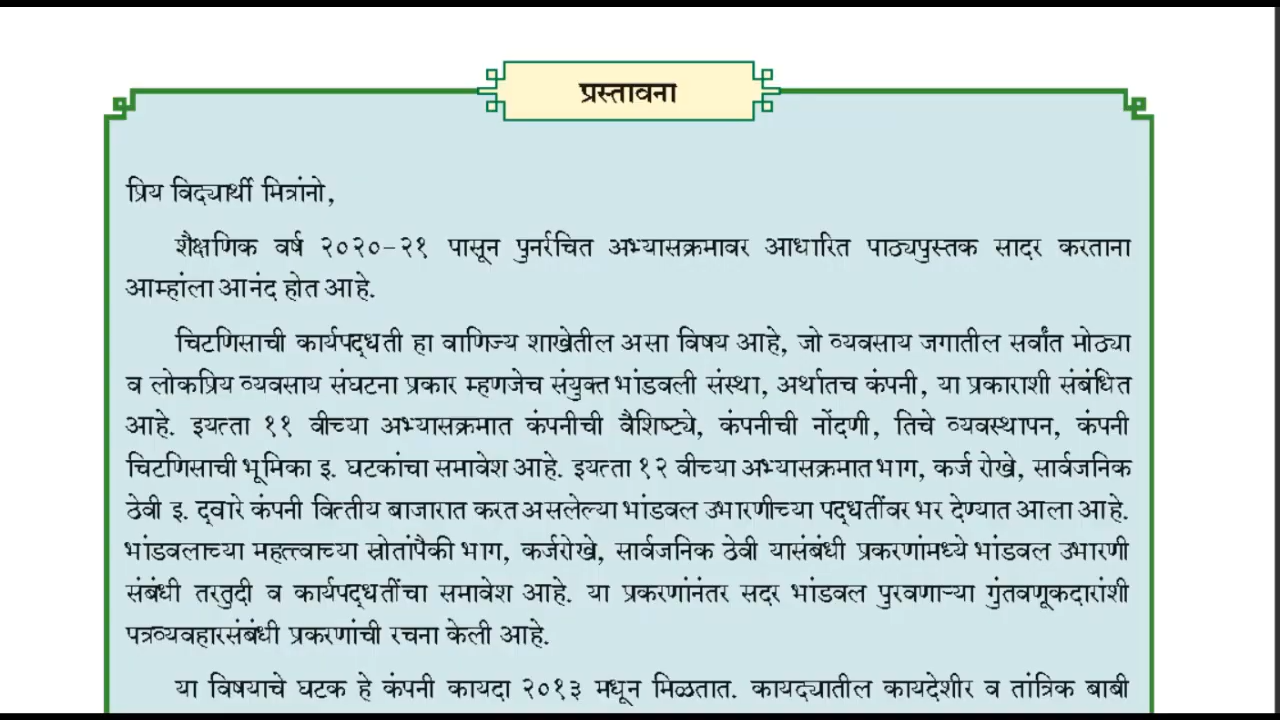 प्रस्तावना
प्रिय विद्यार्थी मित्रांनो,
शैक्षणिक वर्ष २०२०-२१ पासून पुनर्रचित अभ्यासक्रमावर आधारित पाठ्यपुस्तक सादर करताना
आम्हांला आनंद होत आहे.
चिटणिसाची कार्यपद्धती हा वाणिज्य शाखेतील असा विषय आहे, जो व्यवसाय जगातील सर्वांत मोठ्या
व लोकप्रिय व्यवसाय संघटना प्रकार म्हणजेच संयुक्त भांडवली संस्था, अर्थातच कंपनी, या प्रकाराशी संबंधित
आहे. इयत्ता ११ वीच्या अभ्यासक्रमात कंपनीची वैशिष्ट्ये, कंपनीची नोंदणी, तिचे व्यवस्थापन, कंपनी
चिटणिसाची भूमिका इ. घटकांचा समावेश आहे. इयत्ता १२ वीच्या अभ्यासक्रमात भाग, कर्ज रोखे, सार्वजनिक
ठेवी इ. द्वारे कंपनी वित्तीय बाजारात करत असलेल्या भांडवल उभारणीच्या पद्धतींवर भर देण्यात आला आहे.
भांडवलाच्या महत्त्वाच्या स्रोतांपैकी भाग, कर्जरोखे, सार्वजनिक ठेवी यासंबंधी प्रकरणांमध्ये भांडवल उभारणी
संबंधी तरतुदी व कार्यपद्धतींचा समावेश आहे. या प्रकरणांनंतर सदर भांडवल पुरवणाऱ्या गुंतवणूकदारांशी
पत्रव्यवहारसंबंधी प्रकरणांची रचना केली आहे.
या विषयाचे घटक हे कंपनी कायदा २०१३ मधून मिळतात. कायद्यातील कायदेशीर व तांत्रिक बाबी